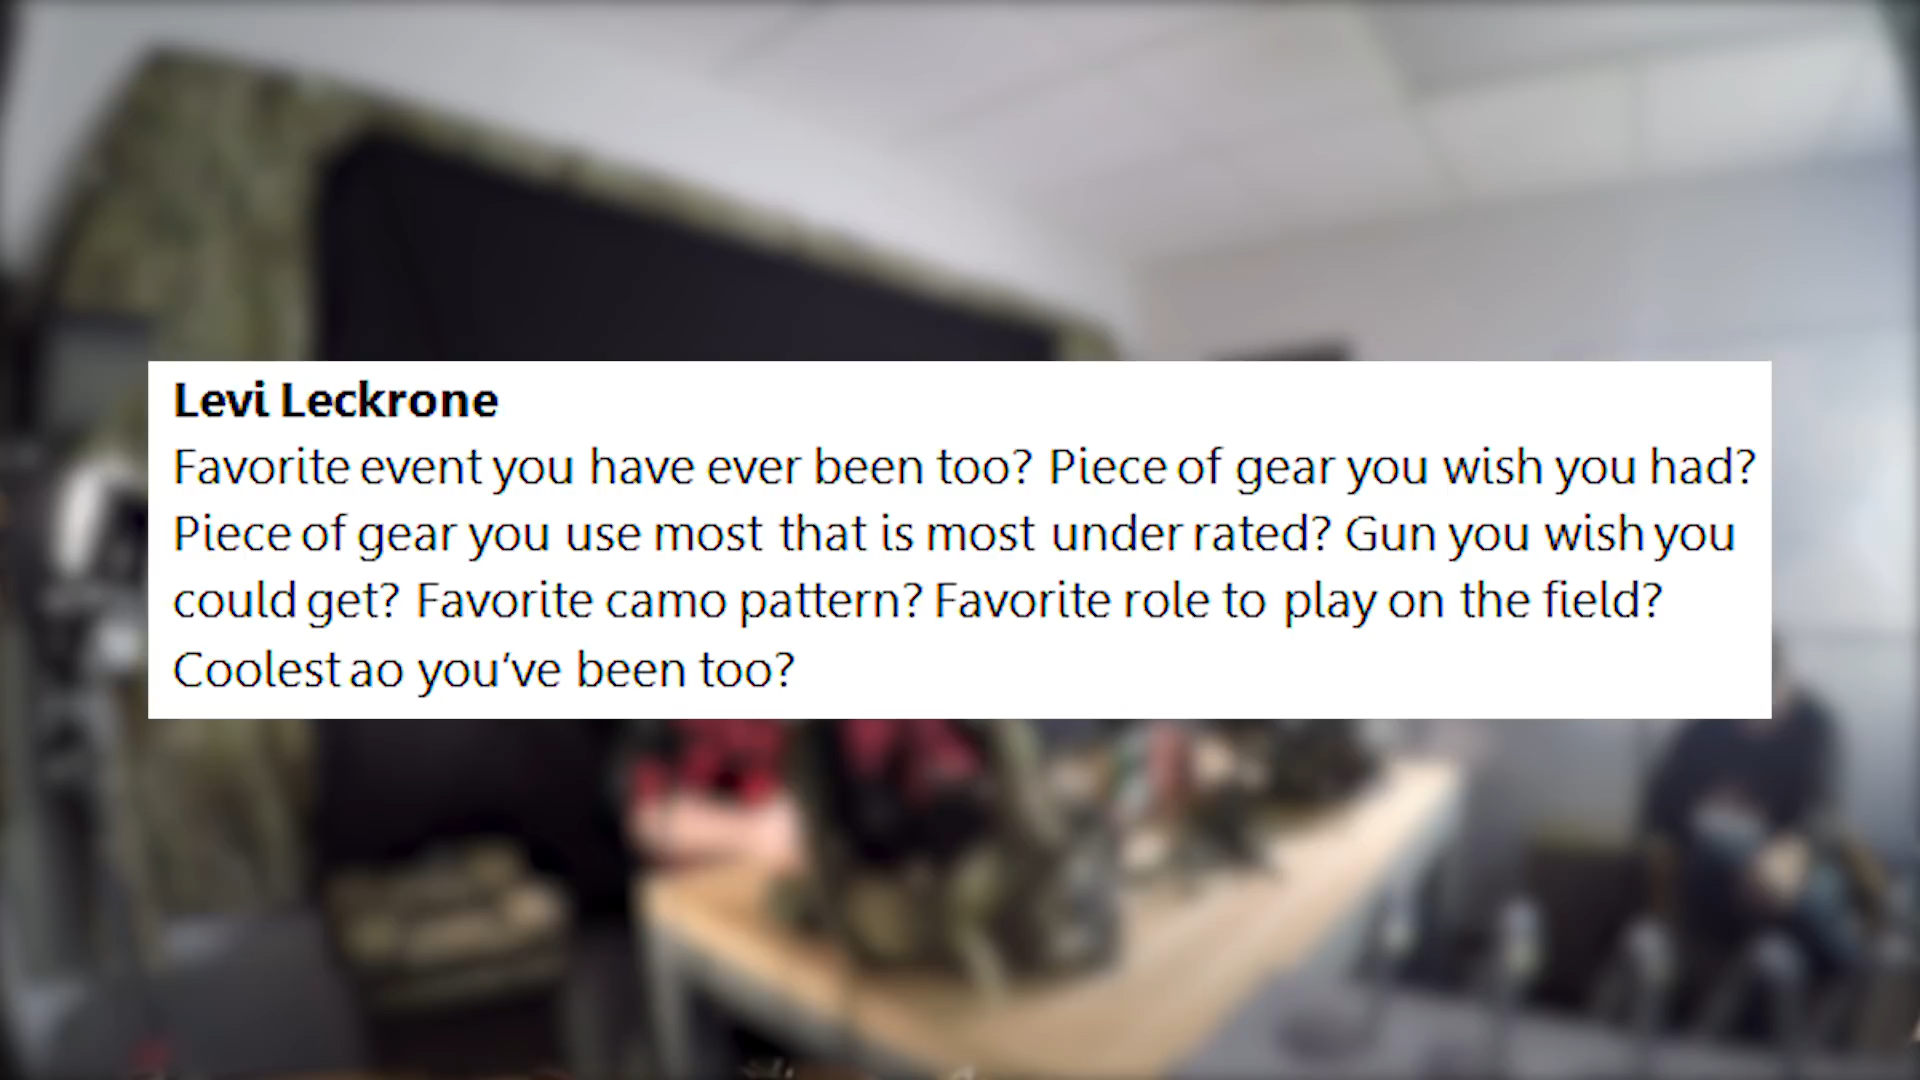 Levi Leckrone
Favorite event you have ever been too? Piece of gear you wish you had?
Piece of gear you use most that is most under rated? Gun you wish you
could get? Favorite camo pattern? Favorite role to play on the field?
Coolest ao you've been too?